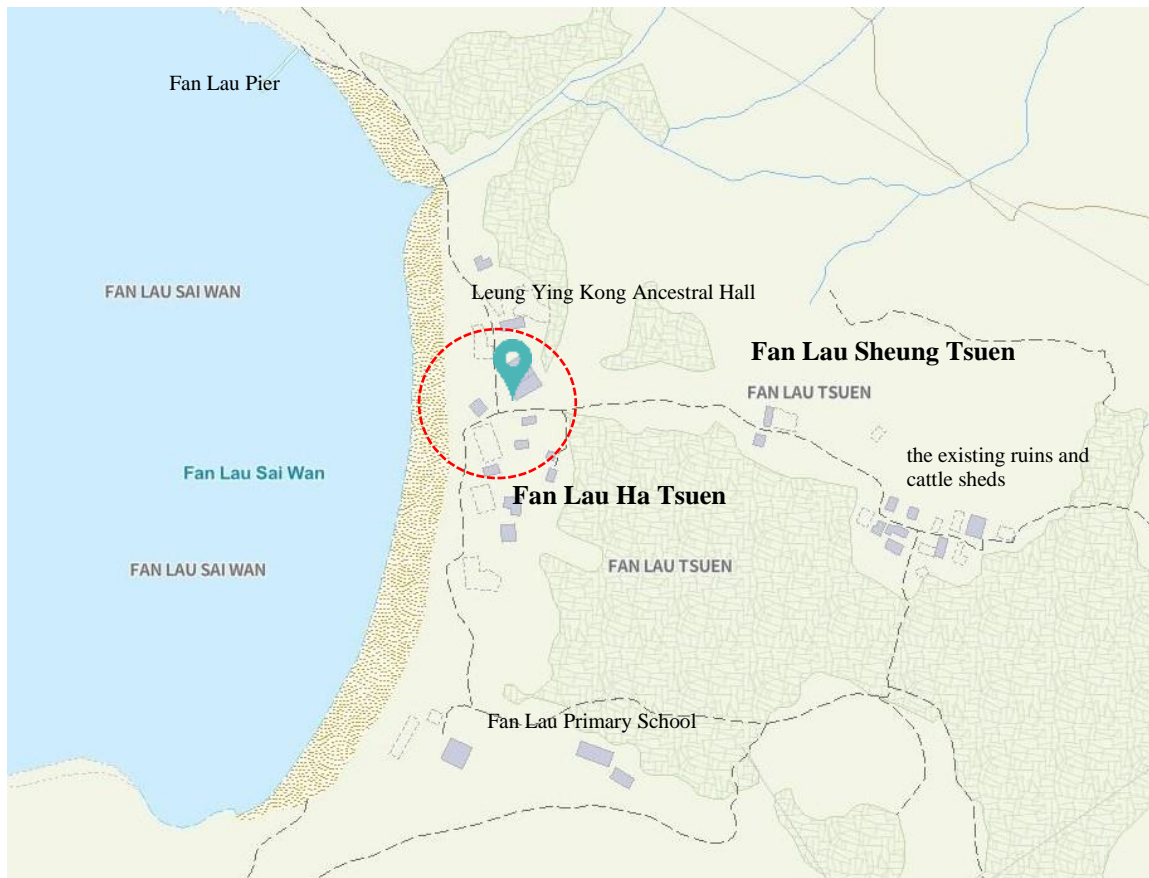 Fan Lau Pier
FAN LAU SAI WAN
Leung Ying Kong Ancestral Hall
Fan Lau Sheung Tsuen
FAN LAU TSUEN
the existing ruins and
cattle sheds
Fan Lau Sai Wan
Fan Lau Ha Tsuen
FAN LAU SAI WAN
FAN LAU TSUEN
Fan Lau Primary School